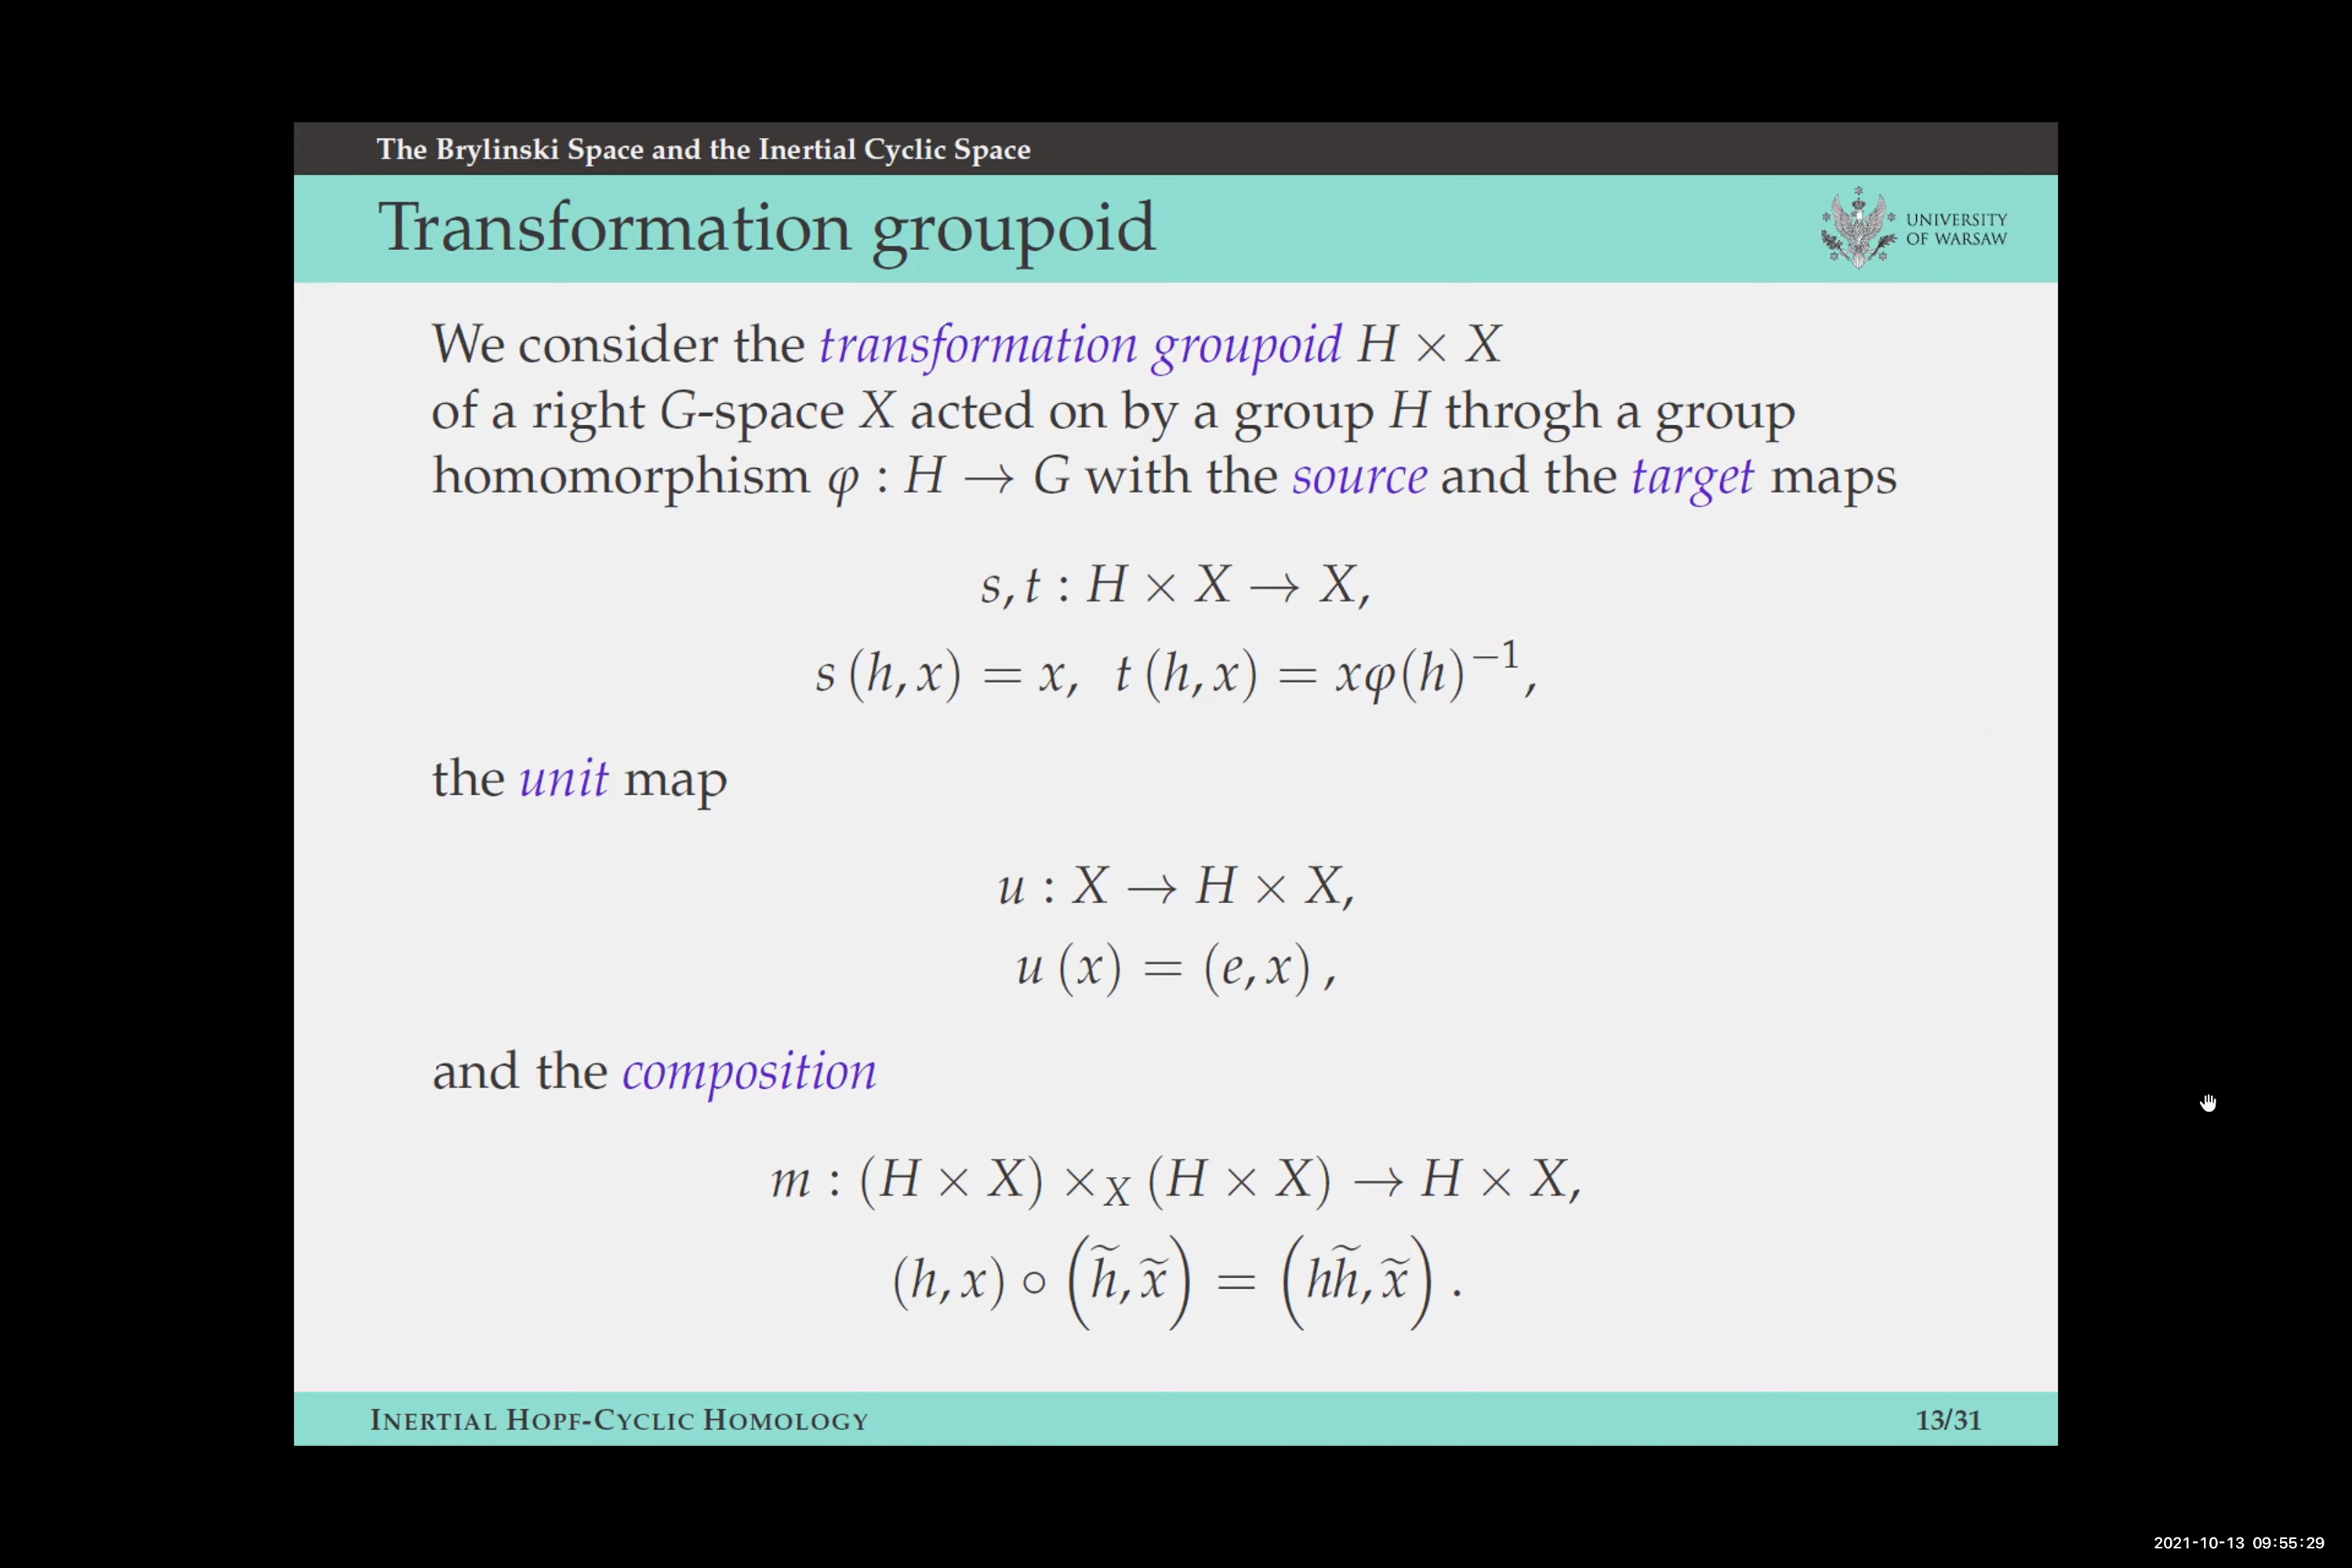 The Brylinski Space and the Inertial Cyclic Space
Transformation groupoid
UNIVERSITY
OF WARSAW
We consider the transformation groupoid H × X
of a right G-space X acted on by a group H throgh a group
homomorphism φ : H → G with the source and the target maps
s, t : H × X → X,
s (h, x) = x, t (h, x) = xφ(h)⁻¹,
the unit map
u : X → H × X,
u (x) = (e, x) ,
and the composition
m : (H × X) ×_X (H × X) → H × X,
(h, x) ∘ (h̃, x̃) = (hh̃, x̃) .
INERTIAL HOPF-CYCLIC HOMOLOGY
13/31
2021-10-13 09:55:29